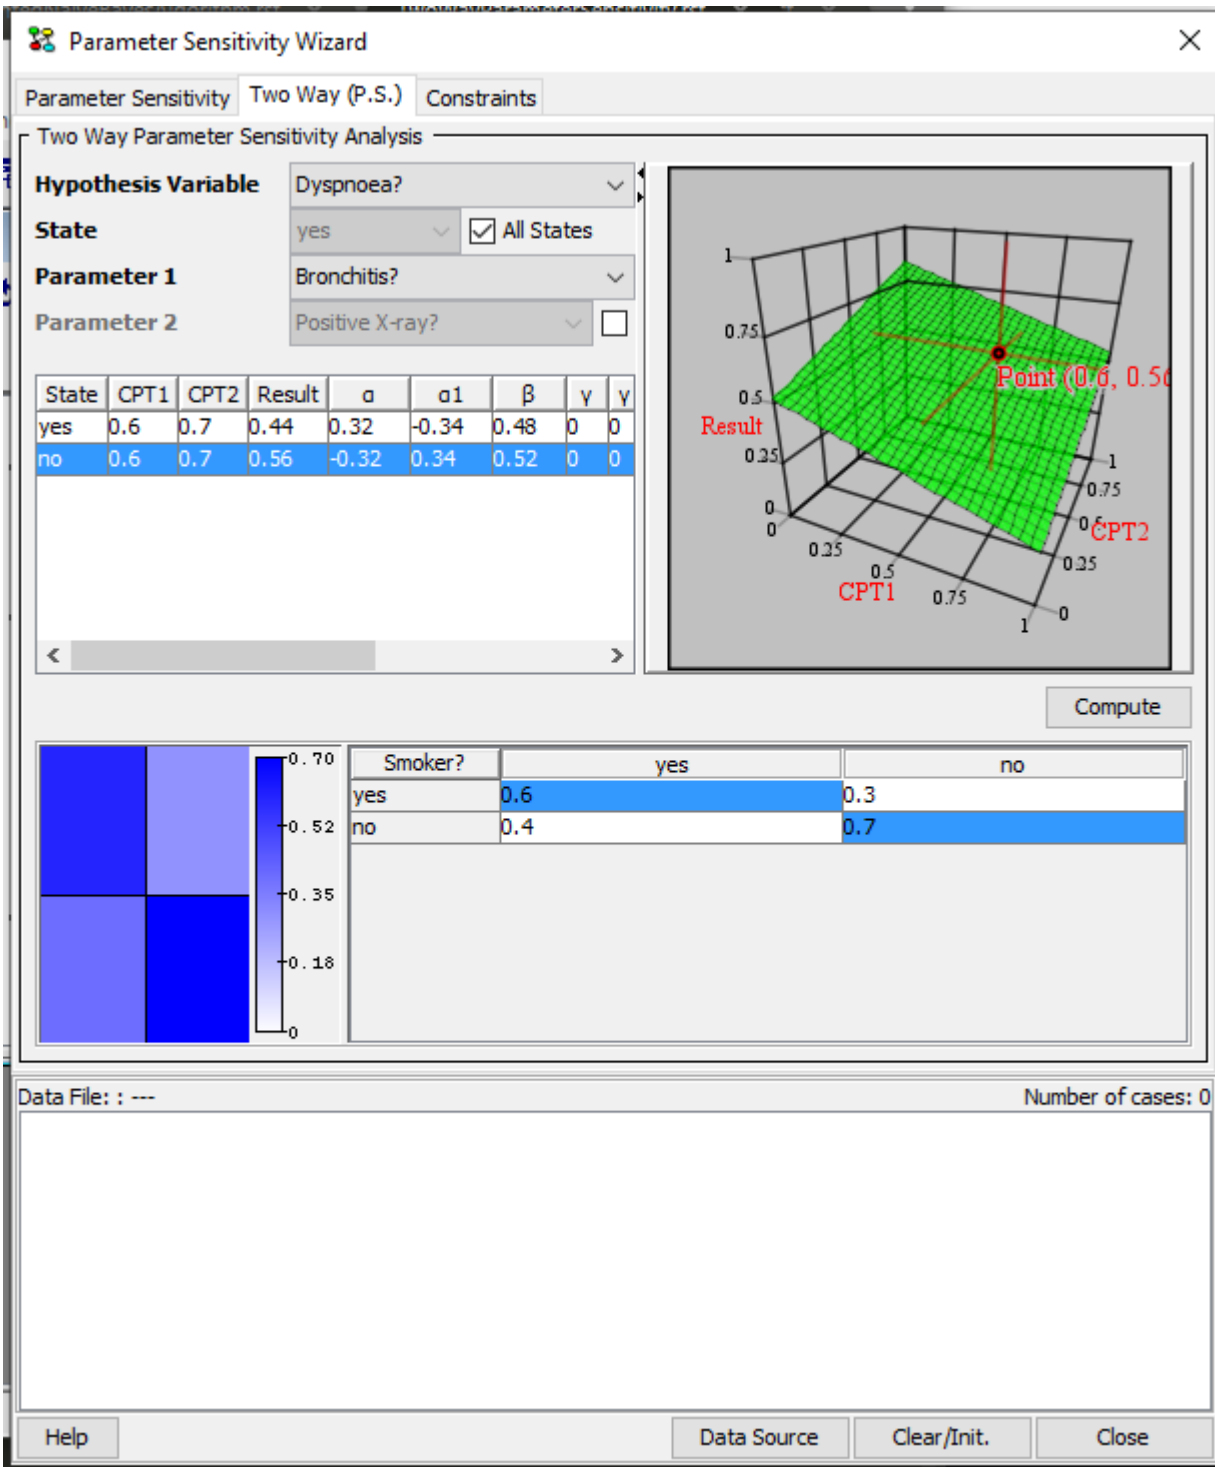 Parameter Sensitivity Wizard
Parameter Sensitivity Two Way (P.S.) Constraints
Two Way Parameter Sensitivity Analysis
Hypothesis Variable Dyspnoea?
State yes All States
Parameter 1 Bronchitis?
Parameter 2 Positive X-ray?
State CPT1 CPT2 Result α α1 β γ γ
yes 0.6 0.7 0.44 0.32 -0.34 0.48 0 0
no 0.6 0.7 0.56 -0.32 0.34 0.52 0 0
1
0.75
0.5
Result
0.25
0
0
0.25
0.5
CPT1
0.75
1
Point (0.6, 0.56
1
0.75
0.5
CPT2
0.25
0
Compute
0.70
0.52
0.35
0.18
0
Smoker? yes no
yes 0.6 0.3
no 0.4 0.7
Data File: : --- Number of cases: 0
Help Data Source Clear/Init. Close